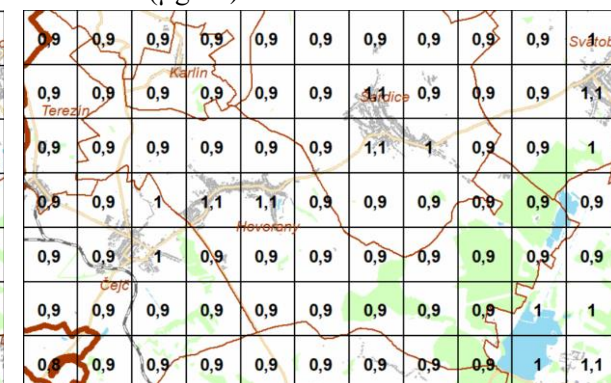 0,9 0,9 0,9 0,9 0,9 0,9 0,9 0,9 0,9 0,9 1
Svatob
Karlín
0,9 0,9 0,9 0,9 0,9 0,9 1,1 0,9 0,9 0,9 1,1
Šardice
Terezín
0,9 0,9 0,9 0,9 0,9 0,9 1,1 1 0,9 0,9 1
0,9 0,9 1 1,1 1,1 0,9 0,9 0,9 0,9 0,9 0,9
Hovorany
0,9 0,9 1 0,9 0,9 0,9 0,9 0,9 0,9 0,9 0,9
Čejč
0,9 0,9 0,9 0,9 0,9 0,9 0,9 0,9 0,9 1 1
0,8 0,9 0,9 0,9 0,9 0,9 0,9 0,9 0,9 1 1,1